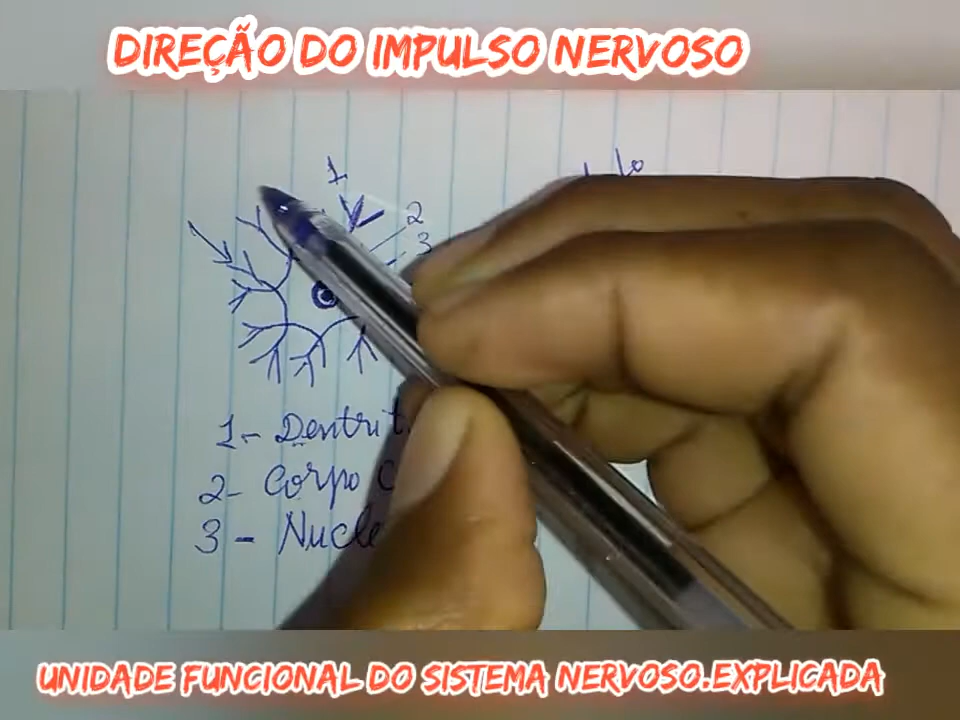 DIREÇÃO DO IMPULSO NERVOSO
1
2
3
1- Dentrit
2- Corpo C
3 - Nucle
UNIDADE FUNCIONAL DO SISTEMA NERVOSO.EXPLICADA